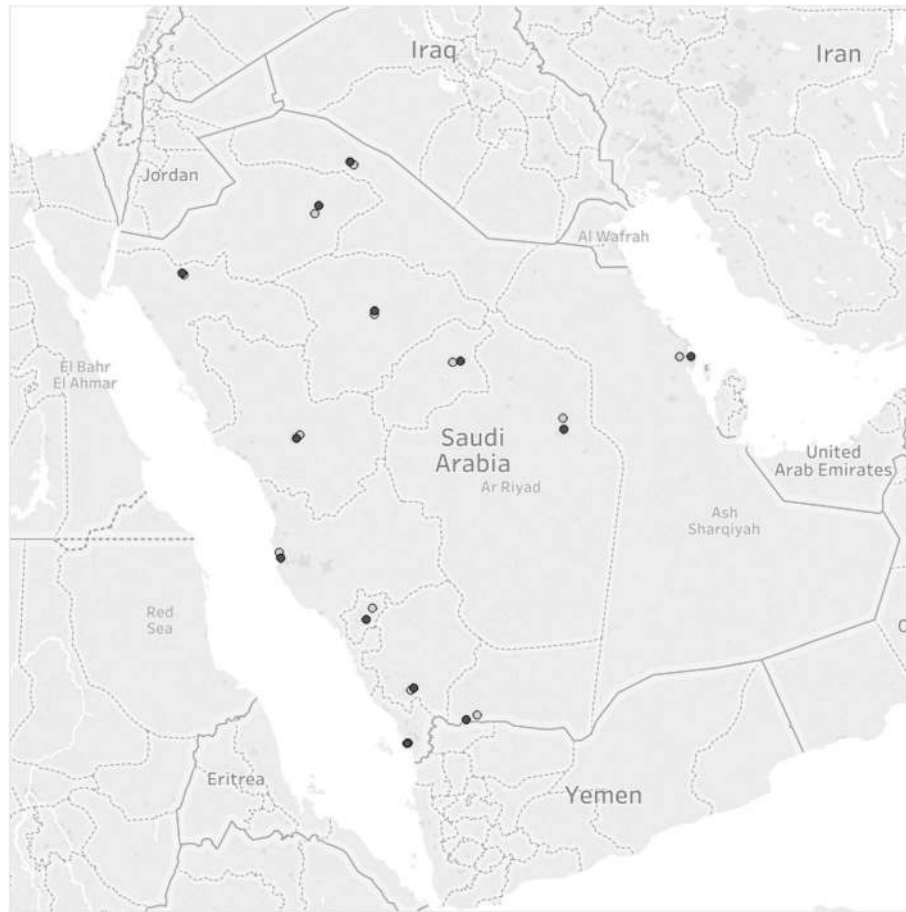 Iraq
Iran
Jordan
Al Wafrah
El Bahr
El Ahmar
Saudi
Arabia
Ar Riyad
United
Arab Emirates
Ash
Sharqiyah
Red
Sea
Eritrea
Yemen